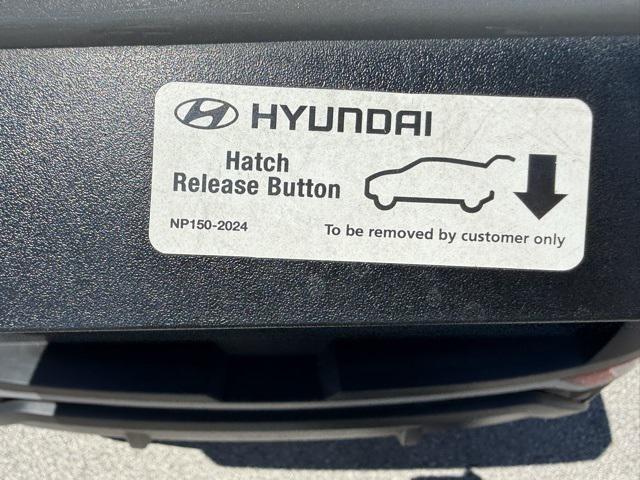 HYUNDAI
Hatch
Release Button
NP150-2024
To be removed by customer only